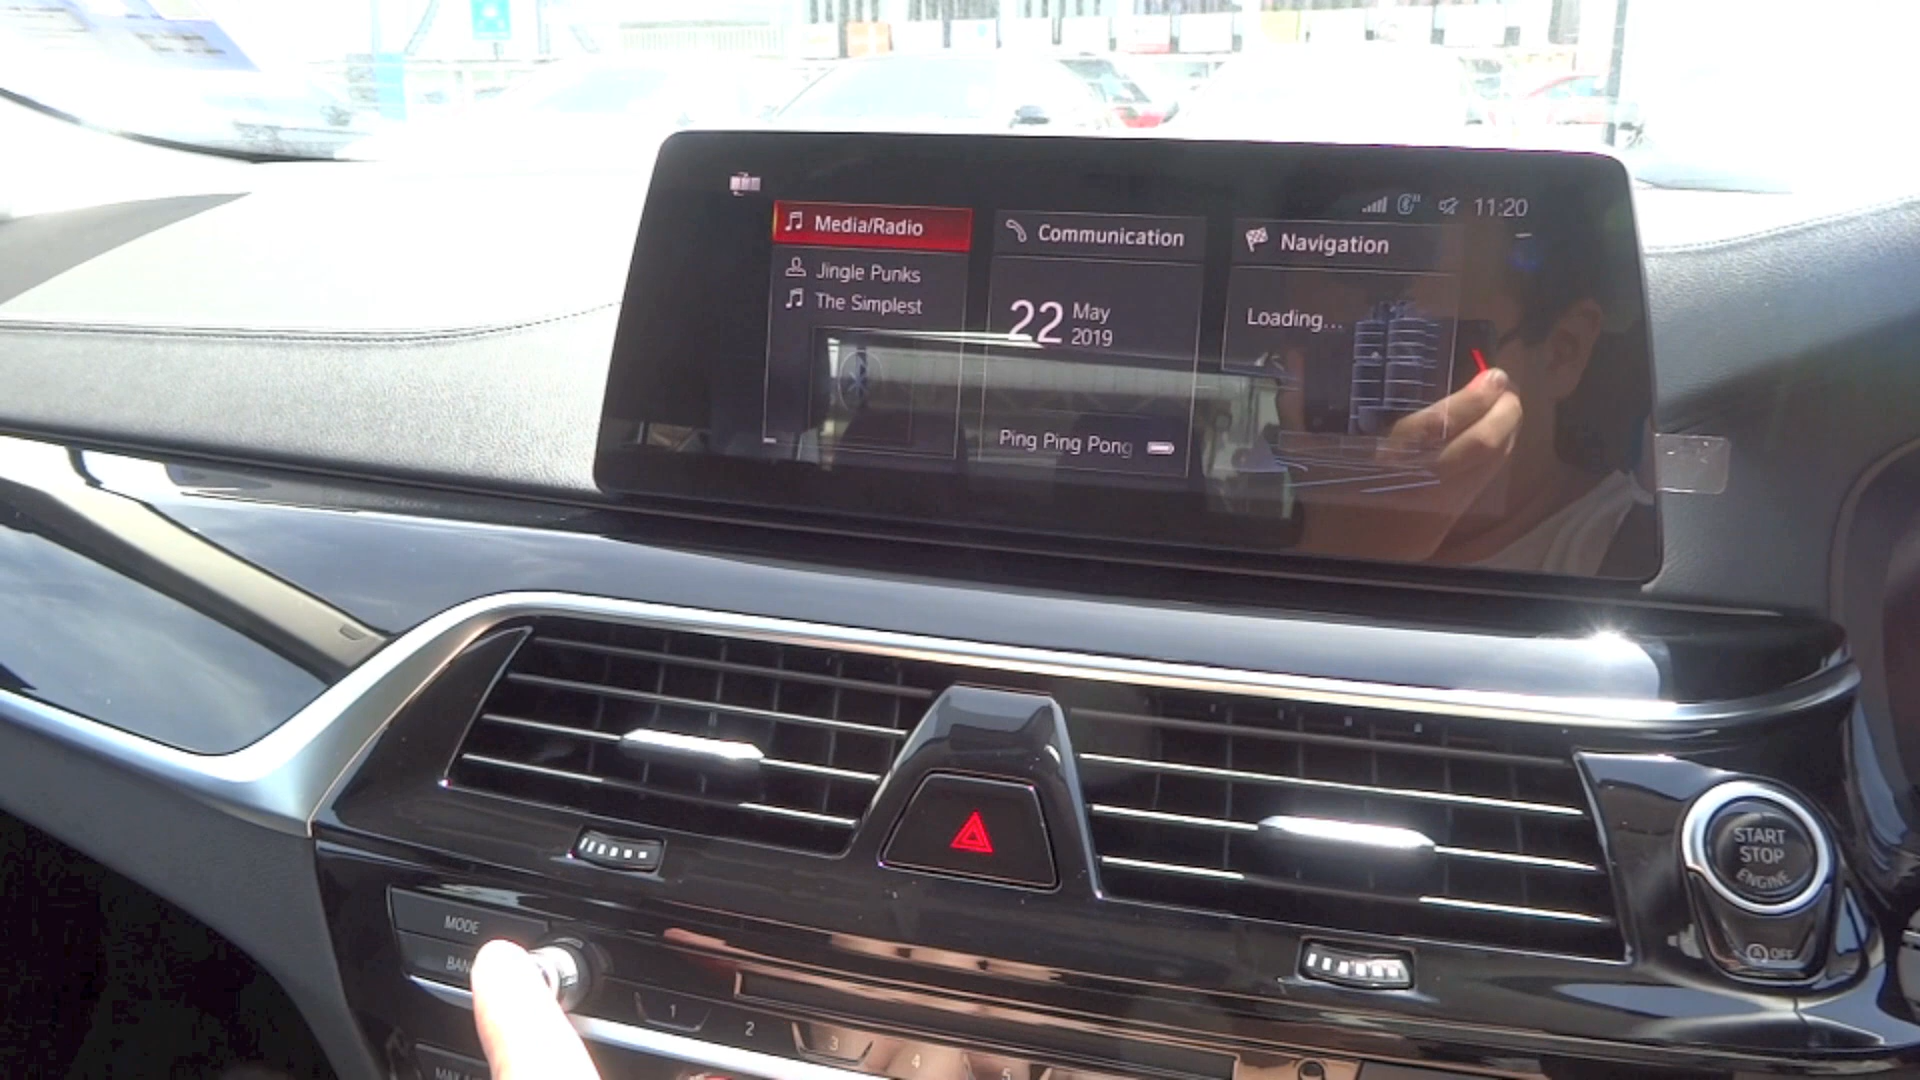 11:20
Media/Radio
Jingle Punks
The Simplest
Communication
22
May
2019
Ping Ping Pong
Navigation
Loading...
START
STOP
ENGINE
OFF
MODE
1
2
3
4
5